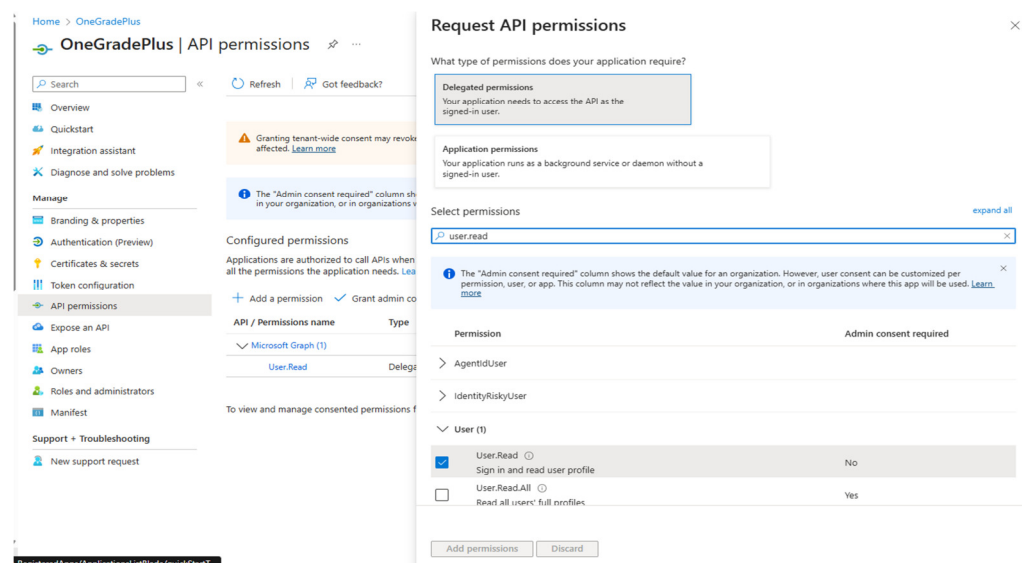 Home > OneGradePlus
OneGradePlus | API permissions
Search
Refresh
Got feedback?
Overview
Quickstart
Integration assistant
Diagnose and solve problems
Manage
Branding & properties
Authentication (Preview)
Certificates & secrets
Token configuration
API permissions
Expose an API
App roles
Owners
Roles and administrators
Manifest
Support + Troubleshooting
New support request
Granting tenant-wide consent may revoke
affected. Learn more
The "Admin consent required" column sh
in your organization, or in organizations
Configured permissions
Applications are authorized to call APIs when
all the permissions the application needs. Lea
Add a permission
Grant admin co
API / Permissions name
Type
Microsoft Graph (1)
User.Read
Delega
To view and manage consented permissions f
Request API permissions
What type of permissions does your application require?
Delegated permissions
Your application needs to access the API as the
signed-in user.
Application permissions
Your application runs as a background service or daemon without a
signed-in user.
Select permissions
expand all
user.read
The "Admin consent required" column shows the default value for an organization. However, user consent can be customized per
permission, user, or app. This column may not reflect the value in your organization, or in organizations where this app will be used. Learn
more
Permission
Admin consent required
AgentIdUser
IdentityRiskyUser
User (1)
User.Read
Sign in and read user profile
No
User.Read.All
Read all users' full profiles
Yes
Add permissions
Discard